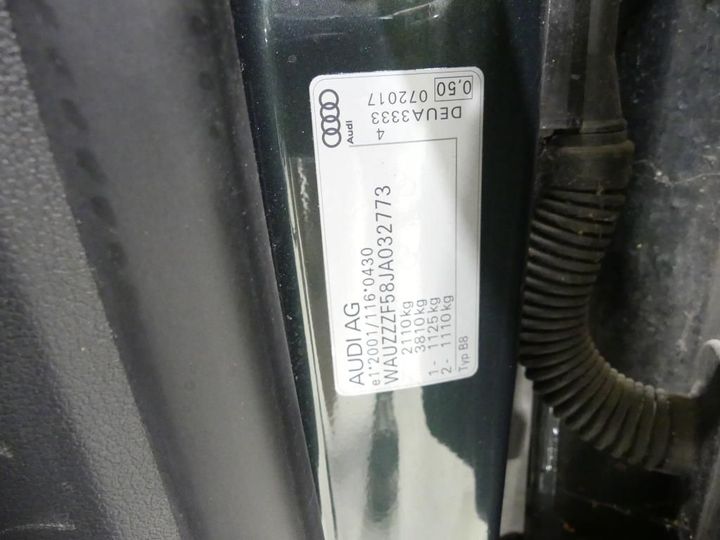 AUDI AG
e1*2001/116*0430
WAUZZZF58JA032773
2110kg
3810kg
1 - 1125kg
2 - 1110kg
Typ B8
Audi
DEUA3333
4
072017
0,50